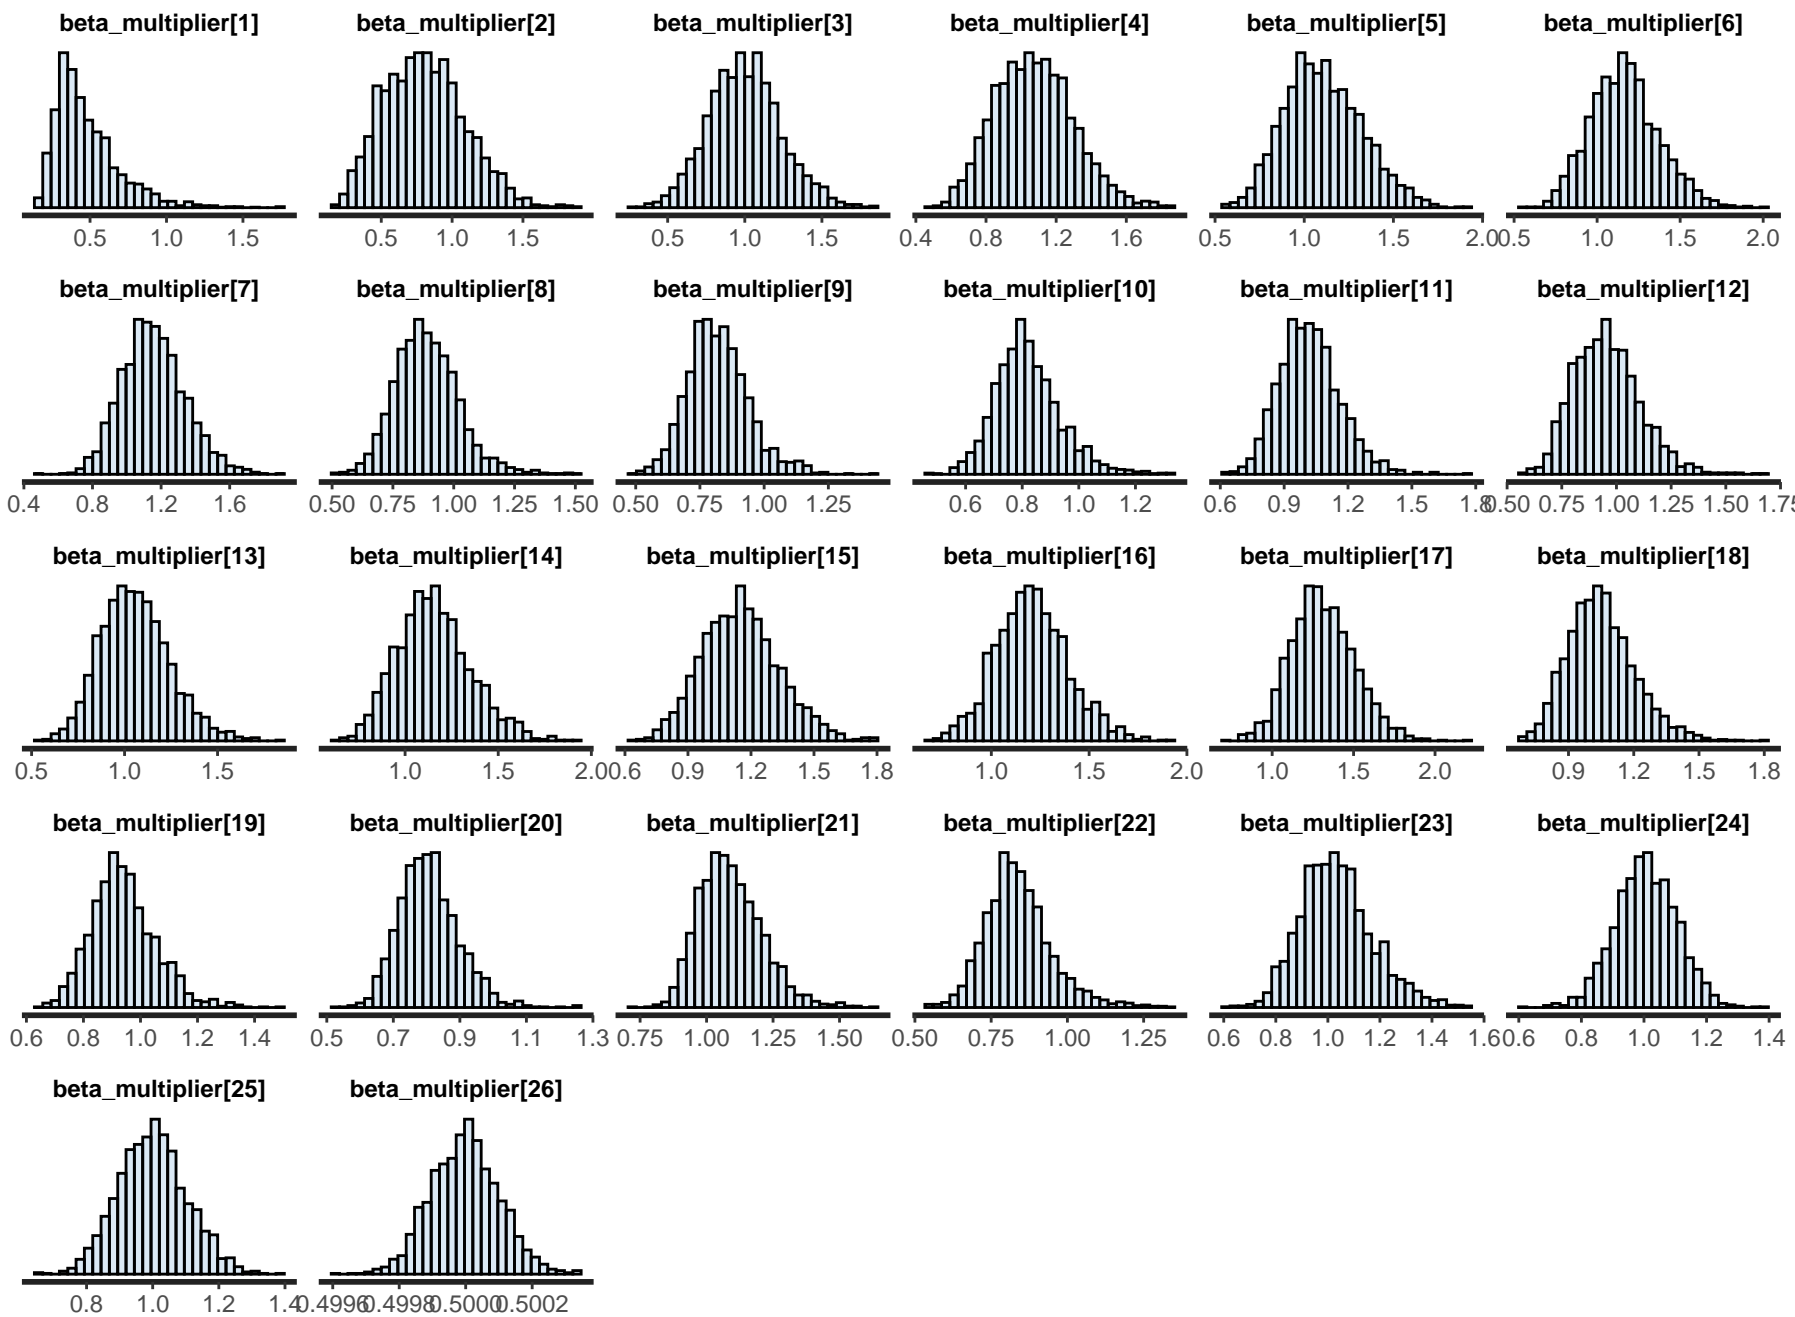 beta_multiplier[1] beta_multiplier[2] beta_multiplier[3] beta_multiplier[4] beta_multiplier[5] beta_multiplier[6]
0.5 1.0 1.5 0.5 1.0 1.5 0.5 1.0 1.5 0.4 0.8 1.2 1.6 0.5 1.0 1.5 2.0 0.5 1.0 1.5 2.0
beta_multiplier[7] beta_multiplier[8] beta_multiplier[9] beta_multiplier[10] beta_multiplier[11] beta_multiplier[12]
0.4 0.8 1.2 1.6 0.50 0.75 1.00 1.25 1.50 0.50 0.75 1.00 1.25 0.6 0.8 1.0 1.2 0.6 0.9 1.2 1.5 1.8 0.50 0.75 1.00 1.25 1.50 1.75
beta_multiplier[13] beta_multiplier[14] beta_multiplier[15] beta_multiplier[16] beta_multiplier[17] beta_multiplier[18]
0.5 1.0 1.5 1.0 1.5 2.0 0.6 0.9 1.2 1.5 1.8 1.0 1.5 2.0 1.0 1.5 2.0 0.9 1.2 1.5 1.8
beta_multiplier[19] beta_multiplier[20] beta_multiplier[21] beta_multiplier[22] beta_multiplier[23] beta_multiplier[24]
0.6 0.8 1.0 1.2 1.4 0.5 0.7 0.9 1.1 1.3 0.75 1.00 1.25 1.50 0.50 0.75 1.00 1.25 0.6 0.8 1.0 1.2 1.4 1.6 0.6 0.8 1.0 1.2 1.4
beta_multiplier[25] beta_multiplier[26]
0.8 1.0 1.2 1.4 0.4996 0.4998 0.5000 0.5002